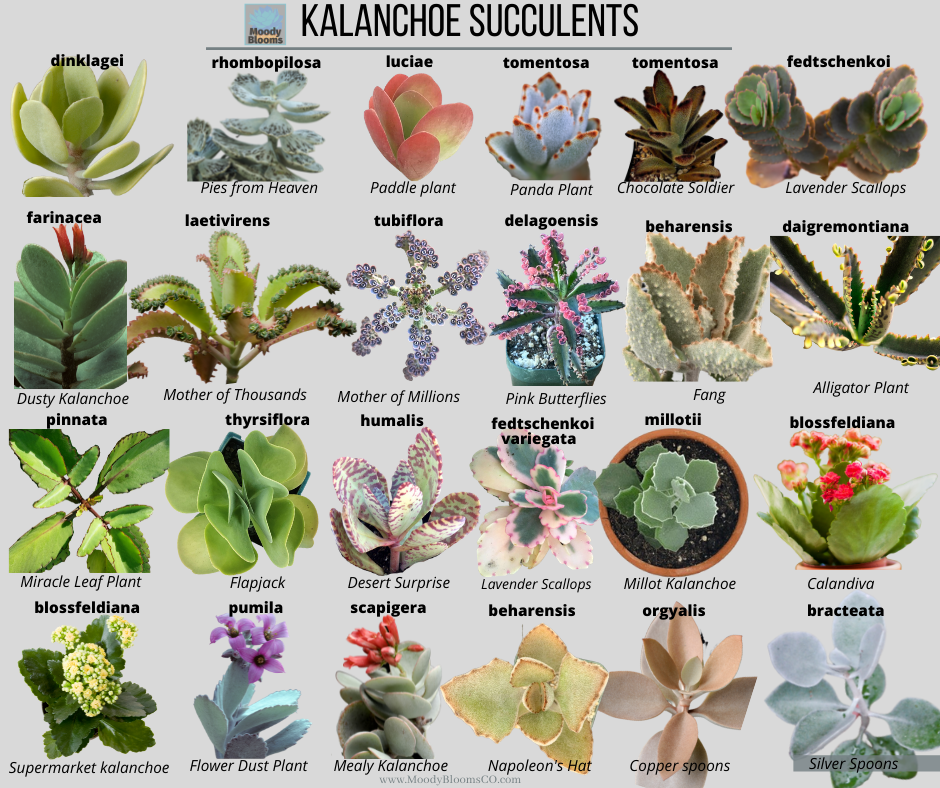 Moody
Blooms
KALANCHOE SUCCULENTS
dinklagei
rhombopilosa
luciae
tomentosa
tomentosa
fedtschenkoi
Pies from Heaven
Paddle plant
Panda Plant
Chocolate Soldier
Lavender Scallops
farinacea
laetivirens
tubiflora
delagoensis
beharensis
daigremontiana
Dusty Kalanchoe
Mother of Thousands
Mother of Millions
Pink Butterflies
Fang
Alligator Plant
pinnata
thyrsiflora
humalis
fedtschenkoi
variegata
millotii
blossfeldiana
Miracle Leaf Plant
Flapjack
Desert Surprise
Lavender Scallops
Millot Kalanchoe
Calandiva
blossfeldiana
pumila
scapigera
beharensis
orgyalis
bracteata
Supermarket kalanchoe
Flower Dust Plant
Mealy Kalanchoe
Napoleon's Hat
Copper spoons
Silver Spoons
www.MoodyBloomsCO.com